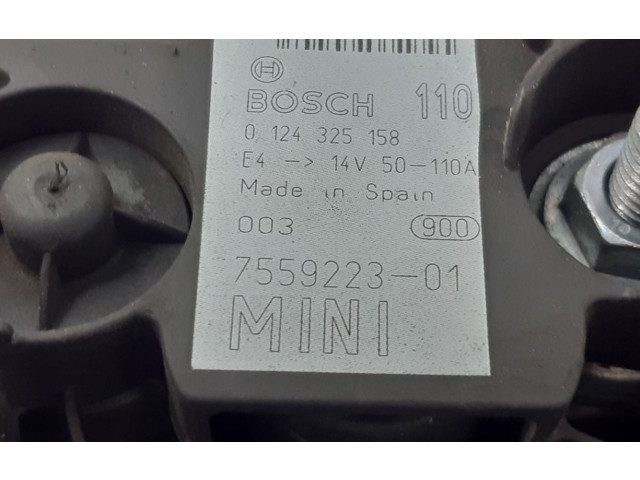 BOSCH 110
0 124 325 158
E4 -> 14V 50-110A
Made in Spain
003 900
7559223-01
MINI